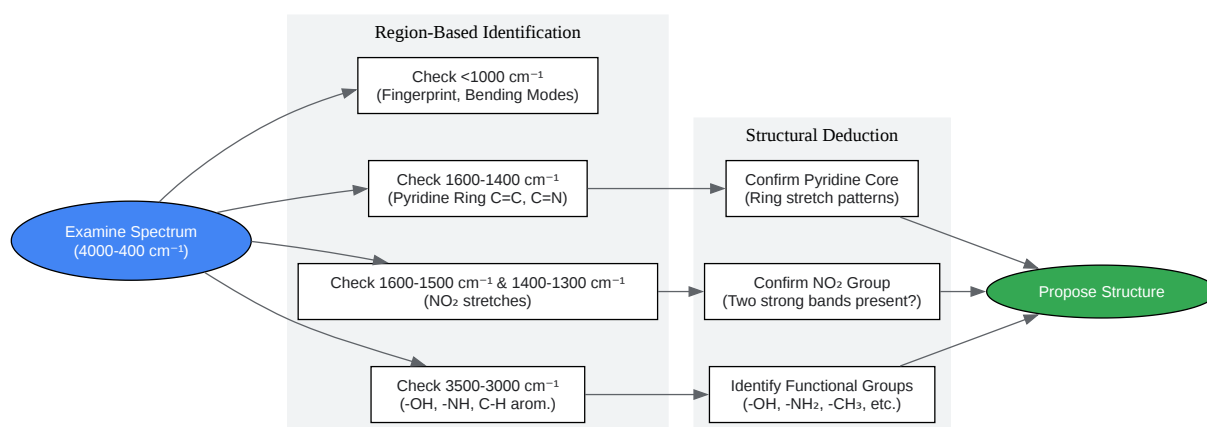 Region-Based Identification
Check <1000 cm⁻¹
(Fingerprint, Bending Modes)
Structural Deduction
Check 1600-1400 cm⁻¹
(Pyridine Ring C=C, C=N)
Confirm Pyridine Core
(Ring stretch patterns)
Examine Spectrum
(4000-400 cm⁻¹)
Check 1600-1500 cm⁻¹ & 1400-1300 cm⁻¹
(NO₂ stretches)
Confirm NO₂ Group
(Two strong bands present?)
Propose Structure
Check 3500-3000 cm⁻¹
(-OH, -NH, C-H arom.)
Identify Functional Groups
(-OH, -NH₂, -CH₃, etc.)